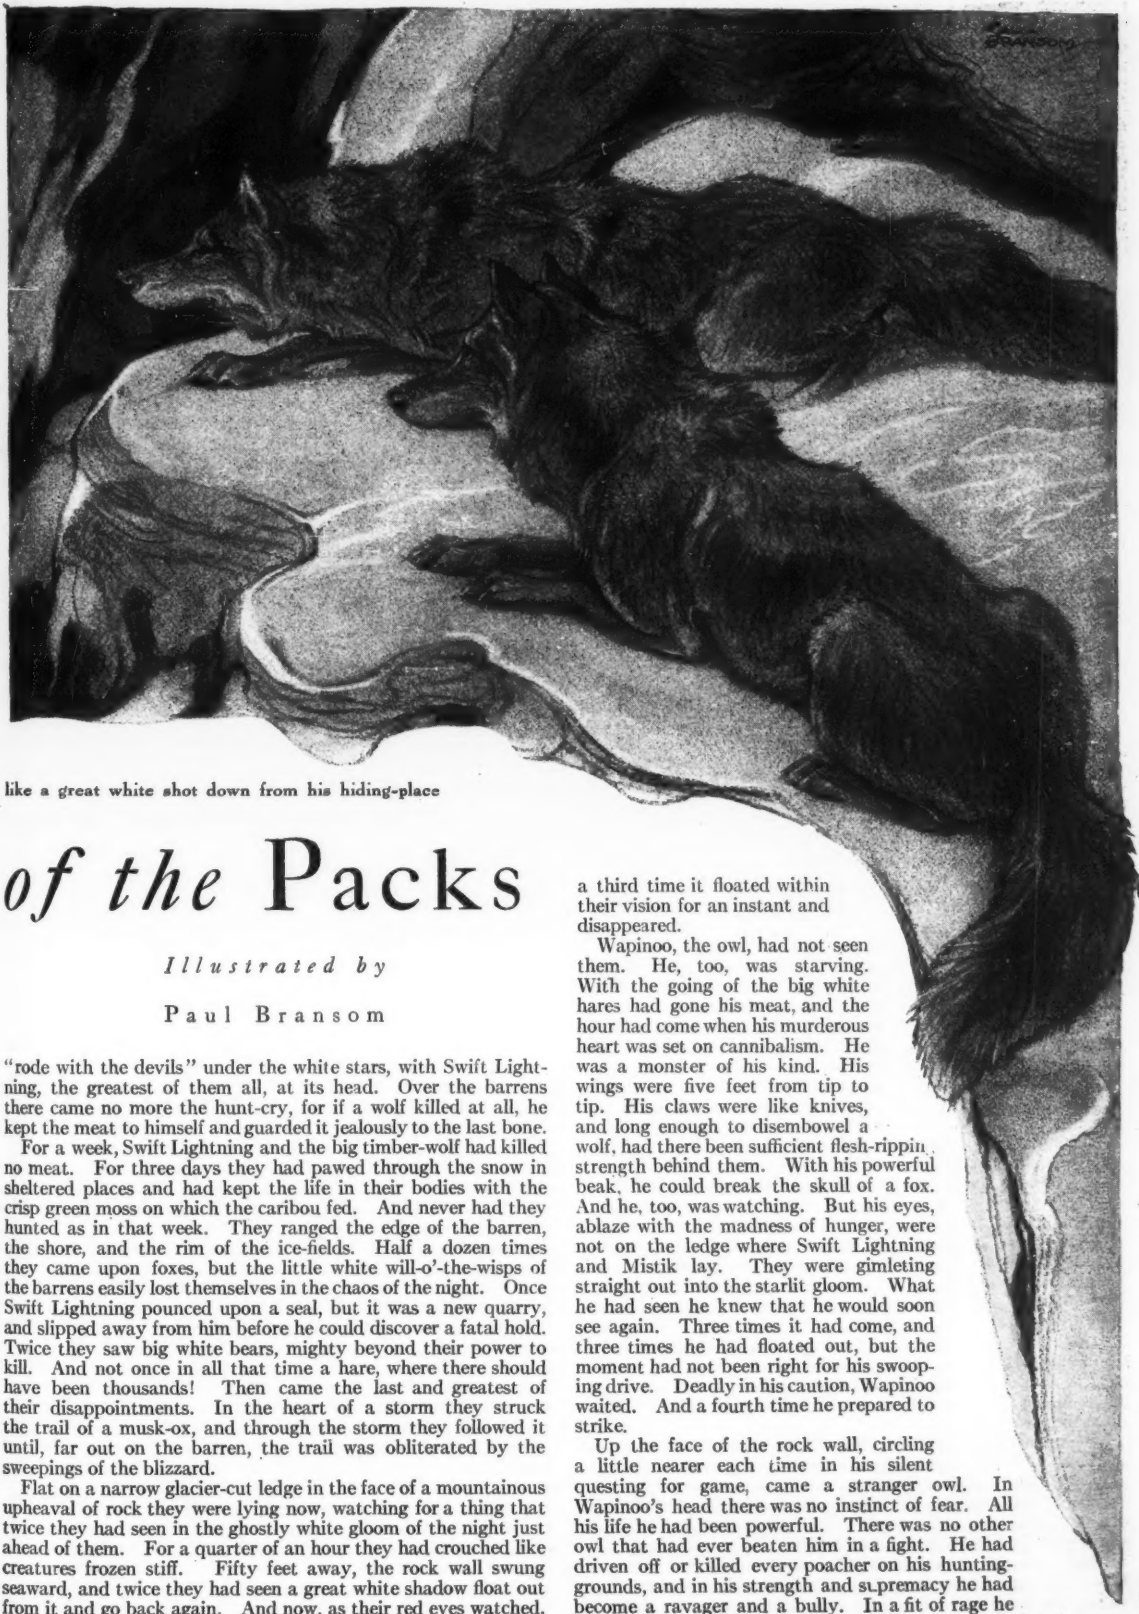 BRANSOM
like a great white shot down from his hiding-place
of the Packs
Illustrated by
Paul Bransom
"rode with the devils" under the white stars, with Swift Light-
ning, the greatest of them all, at its head. Over the barrens
there came no more the hunt-cry, for if a wolf killed at all, he
kept the meat to himself and guarded it jealously to the last bone.
For a week, Swift Lightning and the big timber-wolf had killed
no meat. For three days they had pawed through the snow in
sheltered places and had kept the life in their bodies with the
crisp green moss on which the caribou fed. And never had they
hunted as in that week. They ranged the edge of the barren,
the shore, and the rim of the ice-fields. Half a dozen times
they came upon foxes, but the little white will-o'-the-wisps of
the barrens easily lost themselves in the chaos of the night. Once
Swift Lightning pounced upon a seal, but it was a new quarry,
and slipped away from him before he could discover a fatal hold.
Twice they saw big white bears, mighty beyond their power to
kill. And not once in all that time a hare, where there should
have been thousands! Then came the last and greatest of
their disappointments. In the heart of a storm they struck
the trail of a musk-ox, and through the storm they followed it
until, far out on the barren, the trail was obliterated by the
sweepings of the blizzard.
Flat on a narrow glacier-cut ledge in the face of a mountainous
upheaval of rock they were lying now, watching for a thing that
twice they had seen in the ghostly white gloom of the night just
ahead of them. For a quarter of an hour they had crouched like
creatures frozen stiff. Fifty feet away, the rock wall swung
seaward, and twice they had seen a great white shadow float out
from it and go back again. And now, as their red eyes watched,
a third time it floated within
their vision for an instant and
disappeared.
Wapinoo, the owl, had not seen
them. He, too, was starving.
With the going of the big white
hares had gone his meat, and the
hour had come when his murderous
heart was set on cannibalism. He
was a monster of his kind. His
wings were five feet from tip to
tip. His claws were like knives,
and long enough to disembowel a
wolf, had there been sufficient flesh-rippin
strength behind them. With his powerful
beak, he could break the skull of a fox.
And he, too, was watching. But his eyes,
ablaze with the madness of hunger, were
not on the ledge where Swift Lightning
and Mistik lay. They were gimleting
straight out into the starlit gloom. What
he had seen he knew that he would soon
see again. Three times it had come, and
three times he had floated out, but the
moment had not been right for his swoop-
ing drive. Deadly in his caution, Wapinoo
waited. And a fourth time he prepared to
strike.
Up the face of the rock wall, circling
a little nearer each time in his silent
questing for game, came a stranger owl. In
Wapinoo's head there was no instinct of fear. All
his life he had been powerful. There was no other
owl that had ever beaten him in a fight. He had
driven off or killed every poacher on his hunting-
grounds, and in his strength and supremacy he had
become a ravager and a bully. In a fit of rage he